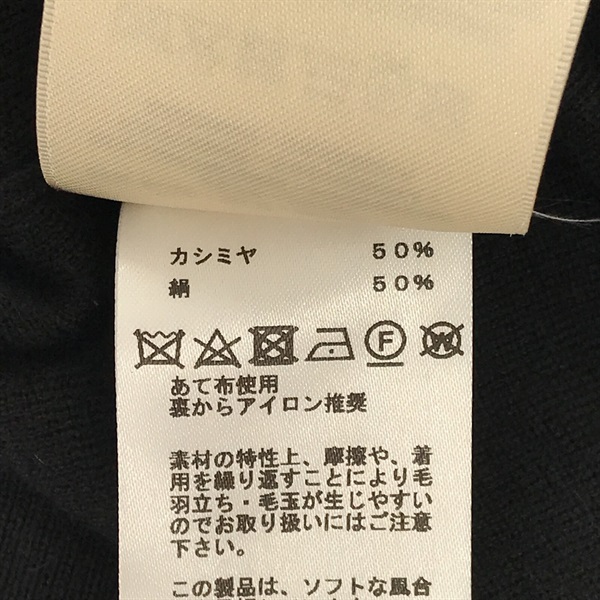 カシミヤ ５０％
絹 ５０％
F W
あて布使用
裏からアイロン推奨
素材の特性上、摩擦や、着
用を繰り返すことにより毛
羽立ち・毛玉が生じやすい
のでお取り扱いにはご注意
下さい。
この製品は、ソフトな風合